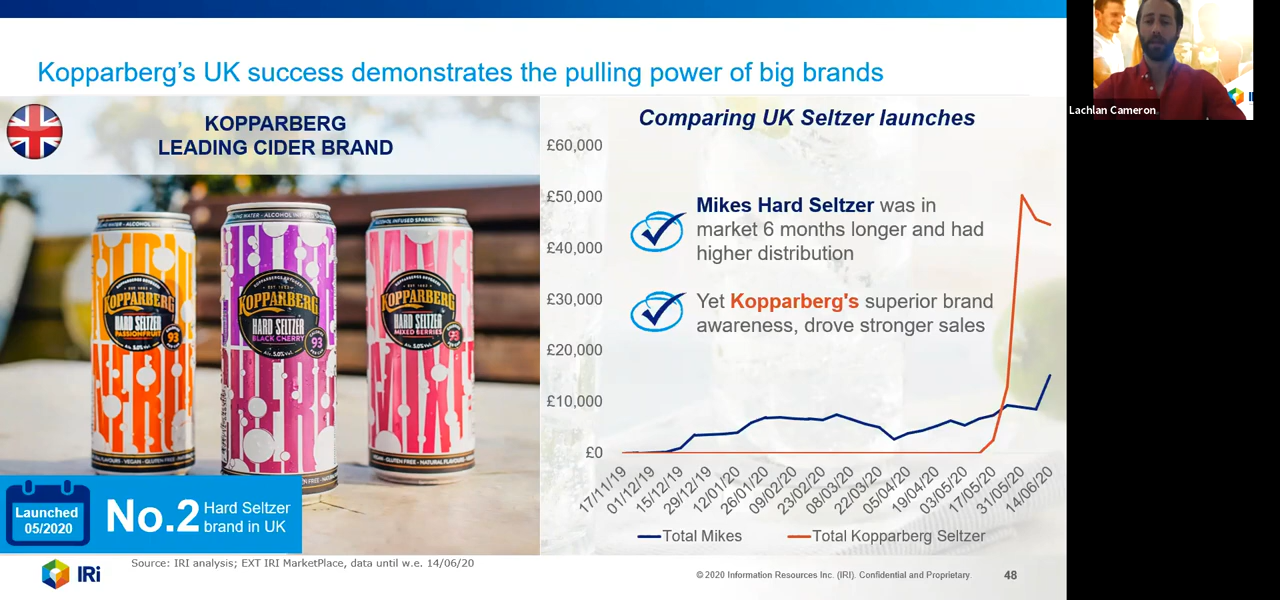 Kopparberg's UK success demonstrates the pulling power of big brands
Lachlan Cameron
KOPPARBERG
LEADING CIDER BRAND
KOPPARBERG
HARD SELTZER
PASSIONFRUIT
93
KOPPARBERG
HARD SELTZER
BLACK CHERRY
93
KOPPARBERG
HARD SELTZER
MIXED BERRIES
93
Launched
05/2020
No.2
Hard Seltzer
brand in UK
Comparing UK Seltzer launches
£60,000
£50,000
£40,000
£30,000
£20,000
£10,000
£0
Mikes Hard Seltzer was in
market 6 months longer and had
higher distribution
Yet Kopparberg's superior brand
awareness, drove stronger sales
17/11/19
01/12/19
15/12/19
29/12/19
12/01/20
26/01/20
09/02/20
23/02/20
08/03/20
22/03/20
05/04/20
19/04/20
03/05/20
17/05/20
31/05/20
14/06/20
Total Mikes
Total Kopparberg Seltzer
IRi
Source: IRI analysis; EXT IRI MarketPlace, data until w.e. 14/06/20
© 2020 Information Resources Inc. (IRI). Confidential and Proprietary
48